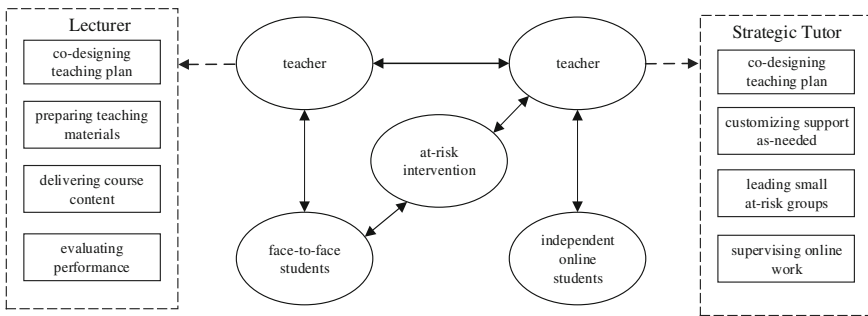 Lecturer
co-designing
teaching plan
preparing teaching
materials
delivering course
content
evaluating
performance
teacher
teacher
at-risk
intervention
face-to-face
students
independent
online
students
Strategic Tutor
co-designing
teaching plan
customizing support
as-needed
leading small
at-risk groups
supervising online
work